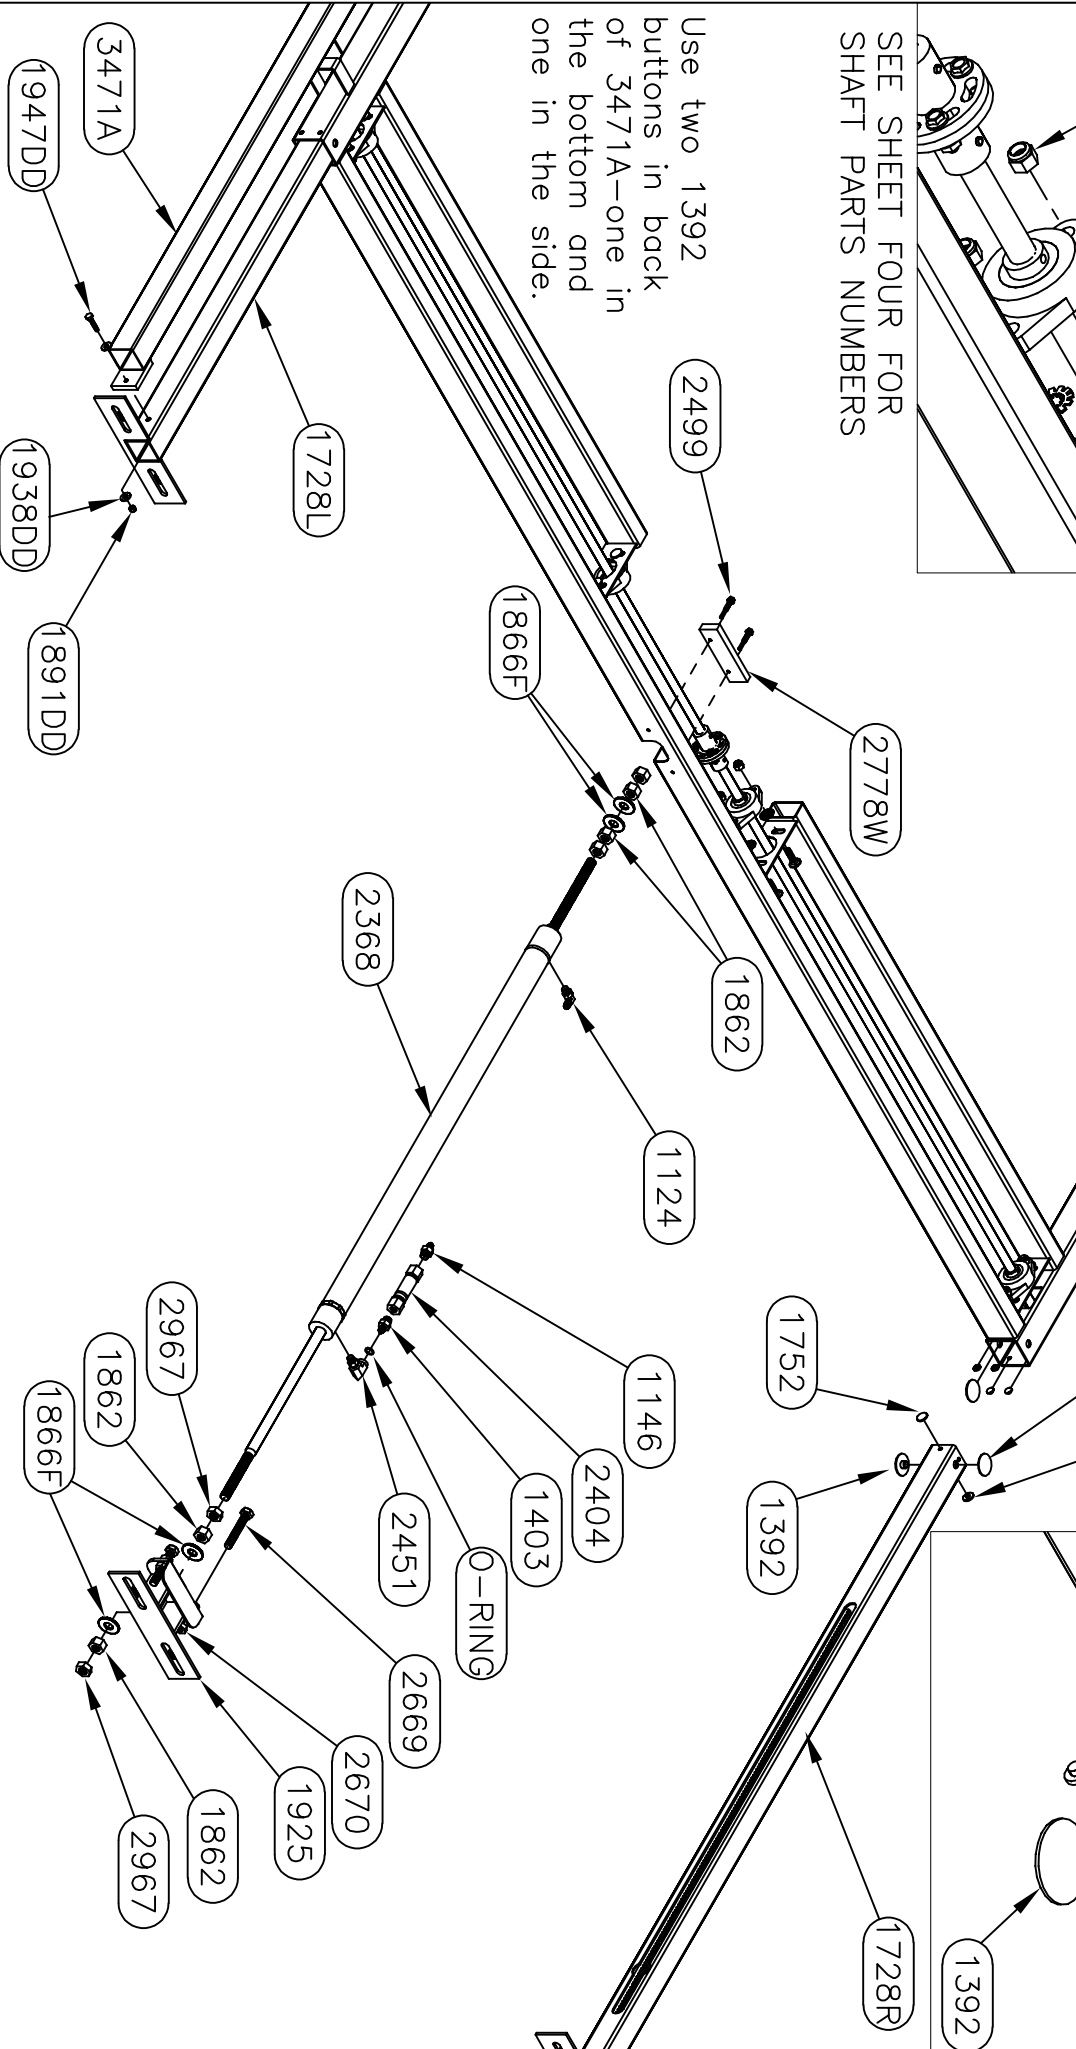 SEE SHEET FOUR FOR
SHAFT PARTS NUMBERS
Use two 1392
buttons in back
of 3471A-one in
the bottom and
one in the side.
3471A
1947DD
1728L
1938DD
1891DD
2499
2778W
1866F
1862
2368
1124
1146
2404
1403
O-RING
2451
2967
1862
1866F
2669
2670
1925
1862
2967
1752
1392
1728R
1392